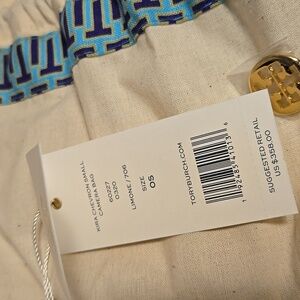 KIRA CHEVRON SMALL
CAMERA BAG
60227
0320
LIMONE / 706
SIZE
OS
TORYBURCH.COM
SUGGESTED RETAIL
US $358.00